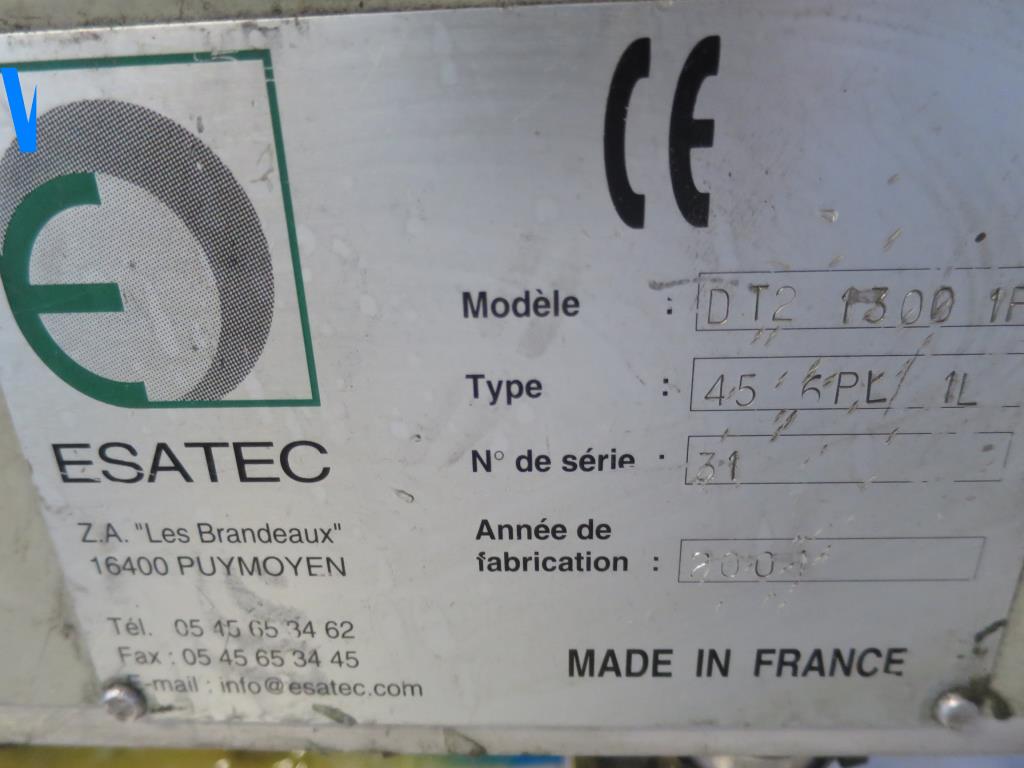 CE
Modèle : DT2 1300 1
Type : 45 6PL 1L
ESATEC
N° de série : 31
Z.A. "Les Brandeaux"
16400 PUYMOYEN
Année de
fabrication :
Tél. 05 45 65 34 62
Fax : 05 45 65 34 45
E-mail : info@esatec.com
MADE IN FRANCE